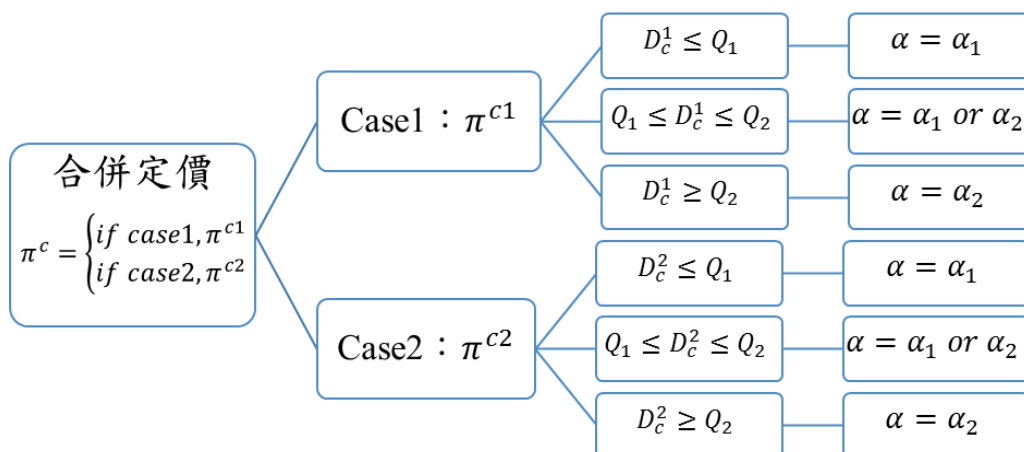 合併定價
π^c = {if case1, π^{c1}
if case2, π^{c2}
Case1：π^{c1}
D_c^1 ≤ Q_1
α = α_1
Q_1 ≤ D_c^1 ≤ Q_2
α = α_1 or α_2
D_c^1 ≥ Q_2
α = α_2
Case2：π^{c2}
D_c^2 ≤ Q_1
α = α_1
Q_1 ≤ D_c^2 ≤ Q_2
α = α_1 or α_2
D_c^2 ≥ Q_2
α = α_2